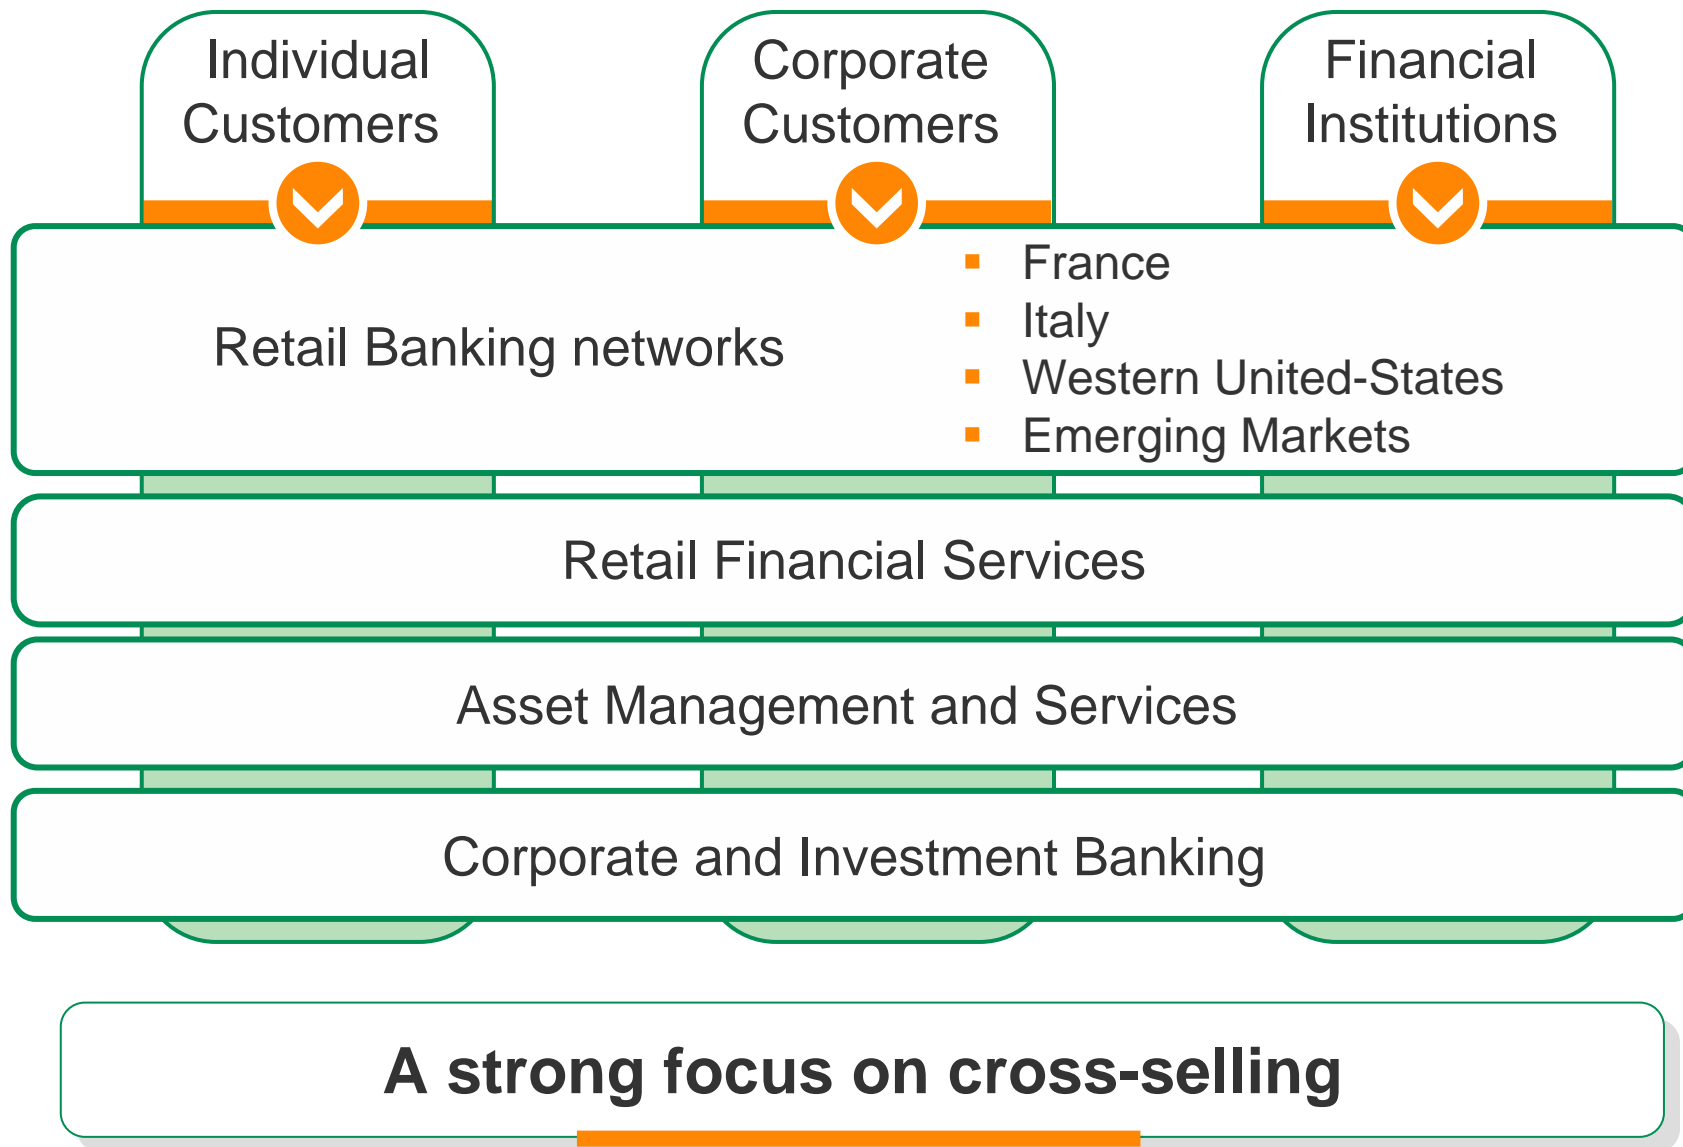 Individual
Customers
Corporate
Customers
Financial
Institutions
Retail Banking networks
▪ France
▪ Italy
▪ Western United-States
▪ Emerging Markets
Retail Financial Services
Asset Management and Services
Corporate and Investment Banking
A strong focus on cross-selling